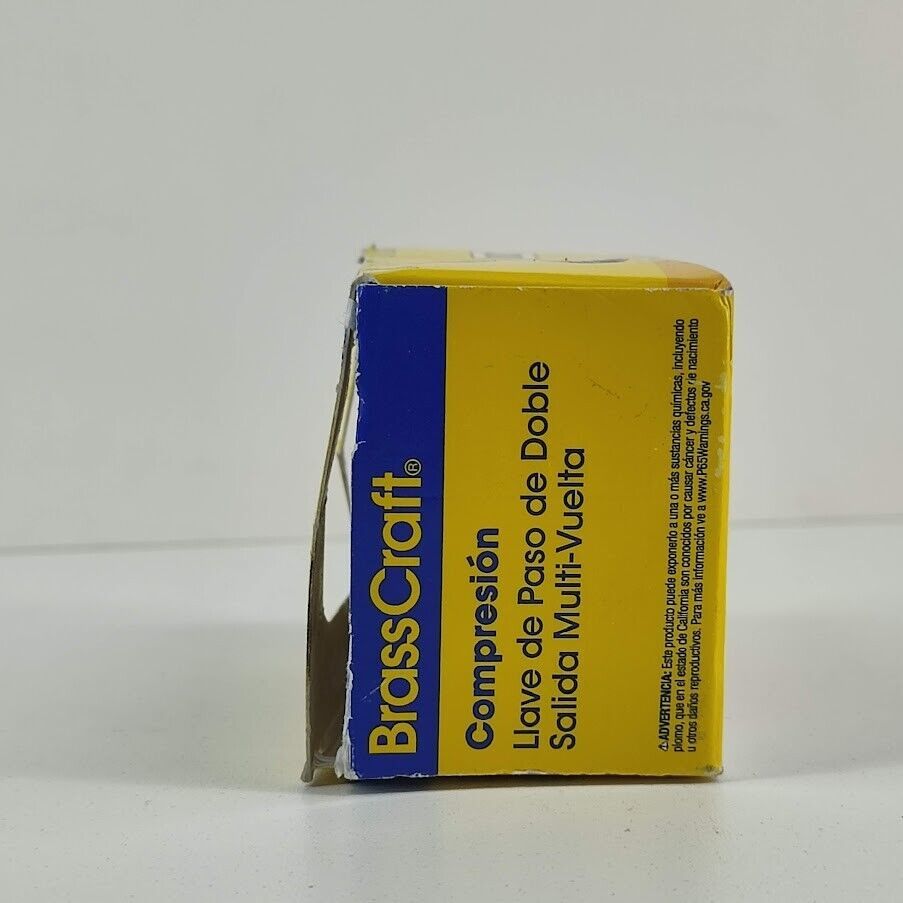 BrassCraft®
Compresión
Llave de Paso de Doble
Salida Multi-Vuelta
⚠ADVERTENCIA: Este producto puede exponerlo a una o más sustancias químicas, incluyendo
plomo, que en el estado de California son conocidos por causar cáncer y defectos de nacimiento
u otros daños reproductivos. Para más información ve a www.P65Warnings.ca.gov